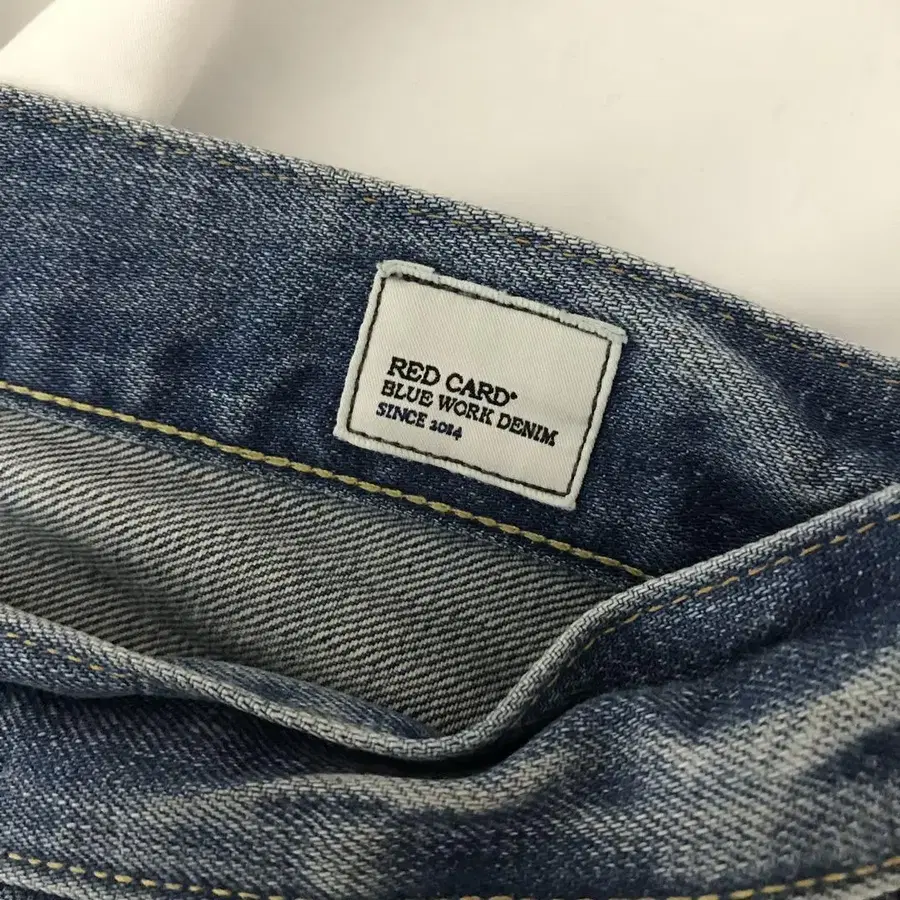 RED CARD®
BLUE WORK DENIM
SINCE 2014